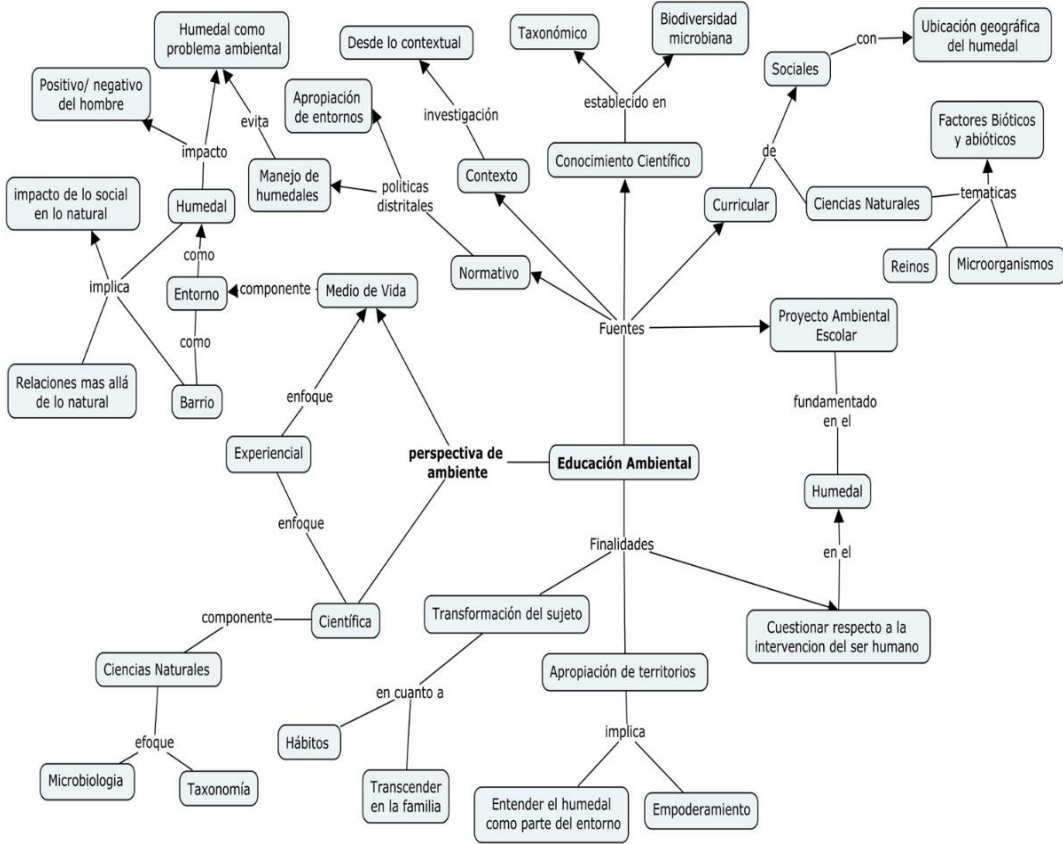 Humedal como
problema ambiental
Desde lo contextual
Taxonómico
Biodiversidad
microbiana
Ubicación geográfica
del humedal
con
Sociales
Positivo/ negativo
del hombre
Apropiación
de entornos
establecido en
evita
investigación
Factores Bióticos
y abióticos
impacto
de
Conocimiento Científico
Manejo de
humedales
Contexto
politicas
distritales
impacto de lo social
en lo natural
Humedal
Curricular
Ciencias Naturales
tematicas
como
Normativo
Reinos
Microorganismos
implica
Entorno
componente
Medio de Vida
Fuentes
Proyecto Ambiental
Escolar
como
Relaciones mas allá
de lo natural
Barrio
enfoque
fundamentado
en el
Experiencial
perspectiva de
ambiente
Educación Ambiental
Humedal
enfoque
Finalidades
en el
componente
Científica
Transformación del sujeto
Cuestionar respecto a la
intervencion del ser humano
Ciencias Naturales
Apropiación de territorios
en cuanto a
efoque
Hábitos
implica
Microbiologia
Taxonomía
Transcender
en la familia
Entender el humedal
como parte del entorno
Empoderamiento